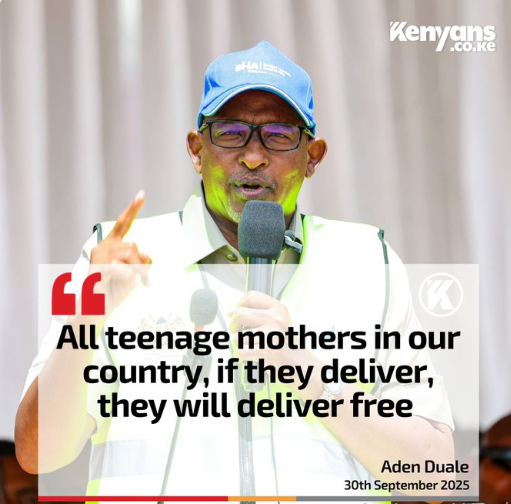 Kenyans
.co.ke
SHA
“
All teenage mothers in our
country, if they deliver,
they will deliver free
Aden Duale
30th September 2025